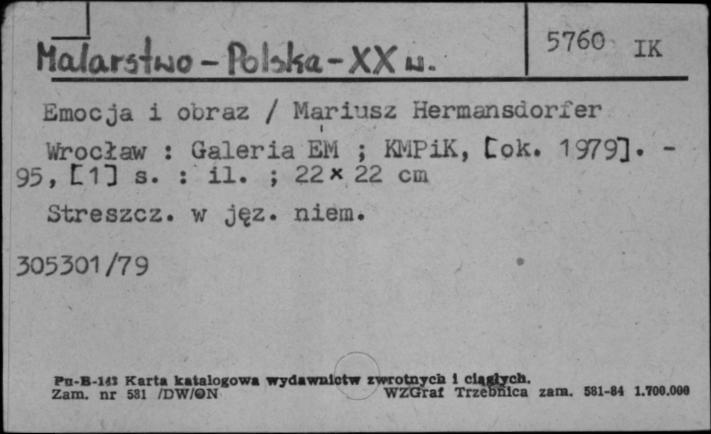 Malarstwo - Polska - XX w.
5760 IK
Emocja i obraz / Mariusz Hermansdorfer
Wrocław : Galeria EM ; KMPiK, [ok. 1979]. -
95, [1] s. : il. ; 22 x 22 cm
Streszcz. w jęz. niem.
305301/79
Pu-B-143 Karta katalogowa wydawnictw zwrotnych i ciągłych.
Zam. nr 581 /DW/ON WZGraf Trzebnica zam. 581-84 1.700.000